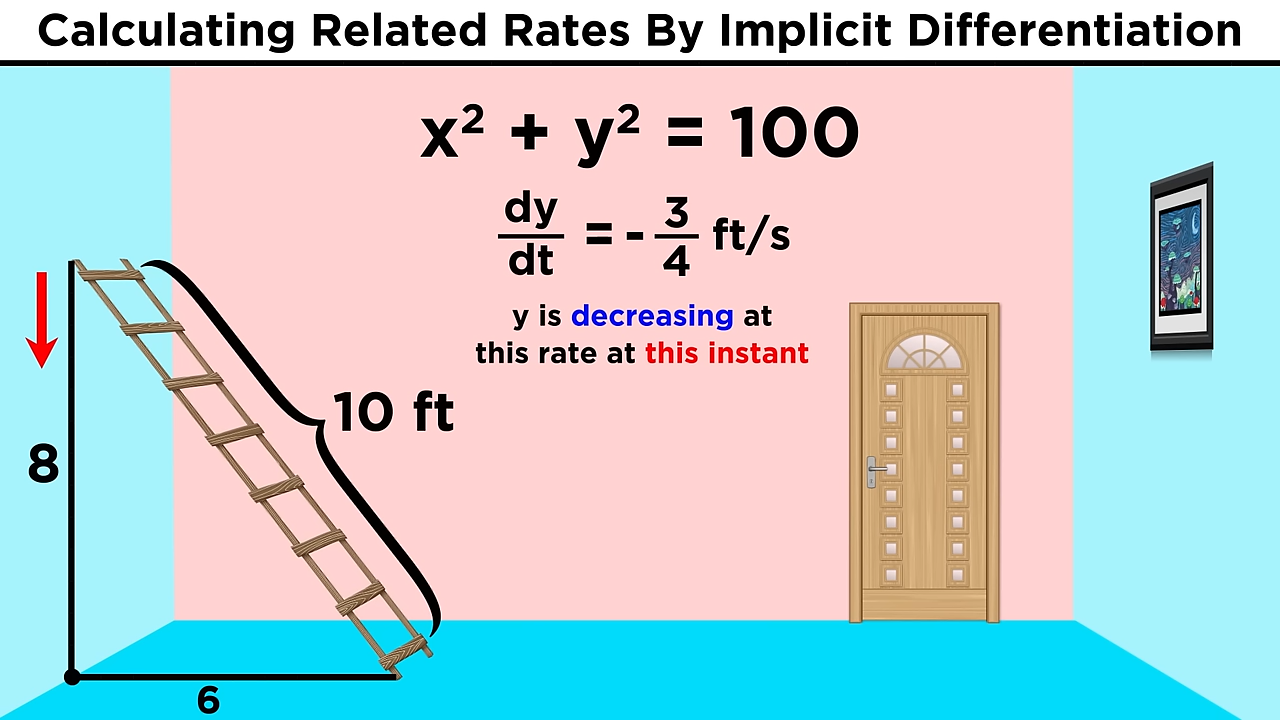 Calculating Related Rates By Implicit Differentiation
x² + y² = 100
dy/dt = - 3/4 ft/s
y is decreasing at
this rate at this instant
10 ft
8
6